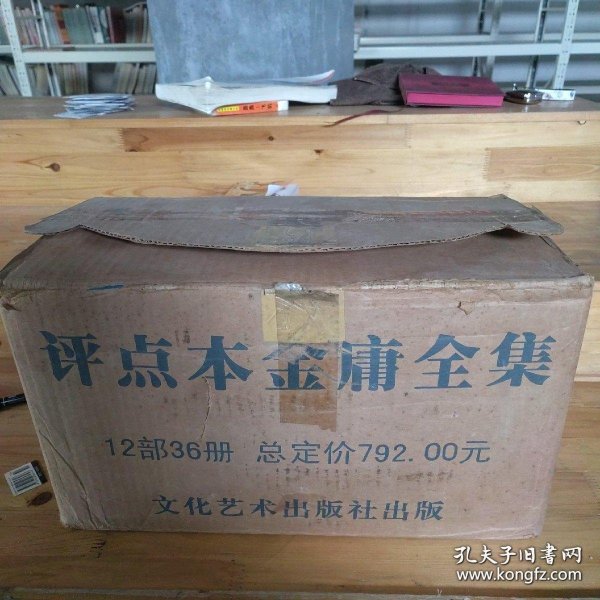 评点本金庸全集
12部36册 总定价792.00元
文化艺术出版社出版
孔夫子旧书网
www.kongfz.com